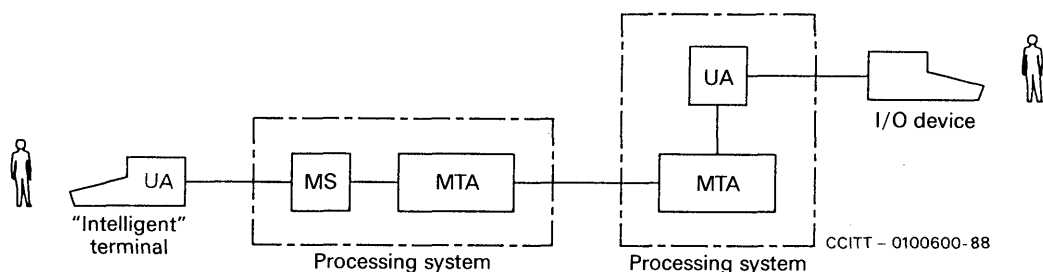 UA
I/O device
UA
MS
MTA
MTA
"Intelligent"
terminal
CCITT – 0100600-88
Processing system
Processing system